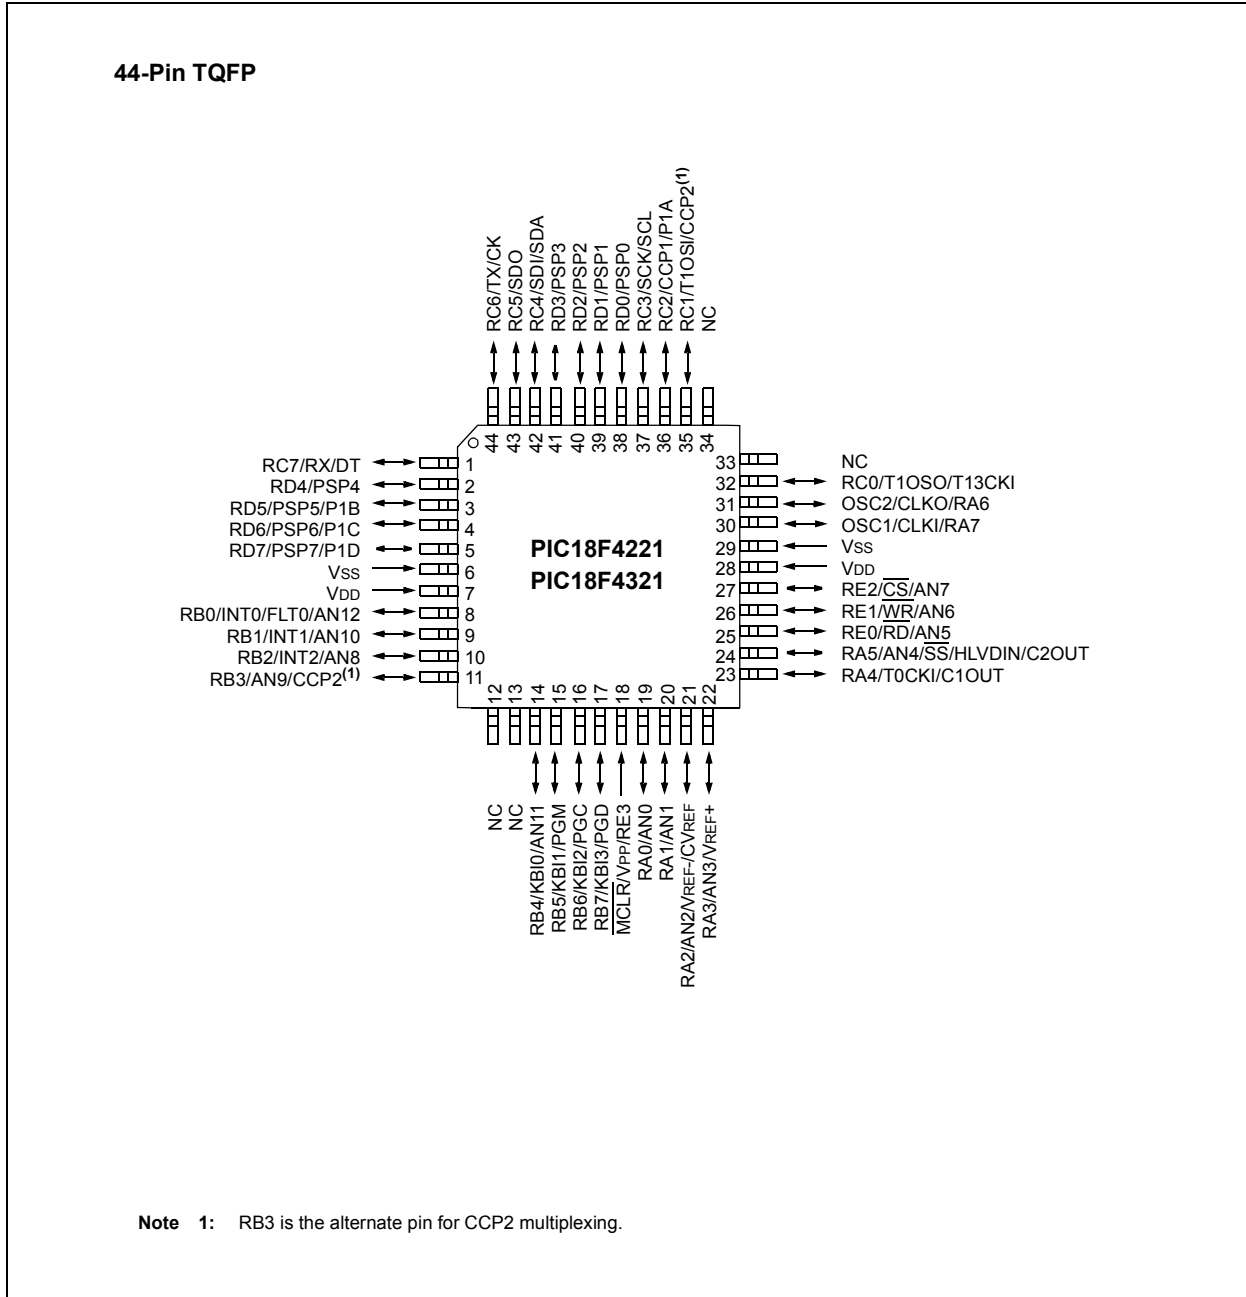 44-Pin TQFP
RC6/TX/CK
RC5/SDO
RC4/SDI/SDA
RD3/PSP3
RD2/PSP2
RD1/PSP1
RD0/PSP0
RC3/SCK/SCL
RC2/CCP1/P1A
RC1/T1OSI/CCP2(1)
NC
44
43
42
41
40
39
38
37
36
35
34
RC7/RX/DT 1
RD4/PSP4 2
RD5/PSP5/P1B 3
RD6/PSP6/P1C 4
RD7/PSP7/P1D 5
VSS 6
VDD 7
RB0/INT0/FLT0/AN12 8
RB1/INT1/AN10 9
RB2/INT2/AN8 10
RB3/AN9/CCP2(1) 11
PIC18F4221
PIC18F4321
33 NC
32 RC0/T1OSO/T13CKI
31 OSC2/CLKO/RA6
30 OSC1/CLKI/RA7
29 VSS
28 VDD
27 RE2/CS/AN7
26 RE1/WR/AN6
25 RE0/RD/AN5
24 RA5/AN4/SS/HLVDIN/C2OUT
23 RA4/T0CKI/C1OUT
12
13
14
15
16
17
18
19
20
21
22
NC
NC
RB4/KBI0/AN11
RB5/KBI1/PGM
RB6/KBI2/PGC
RB7/KBI3/PGD
MCLR/VPP/RE3
RA0/AN0
RA1/AN1
RA2/AN2/VREF-/CVREF
RA3/AN3/VREF+
Note 1: RB3 is the alternate pin for CCP2 multiplexing.